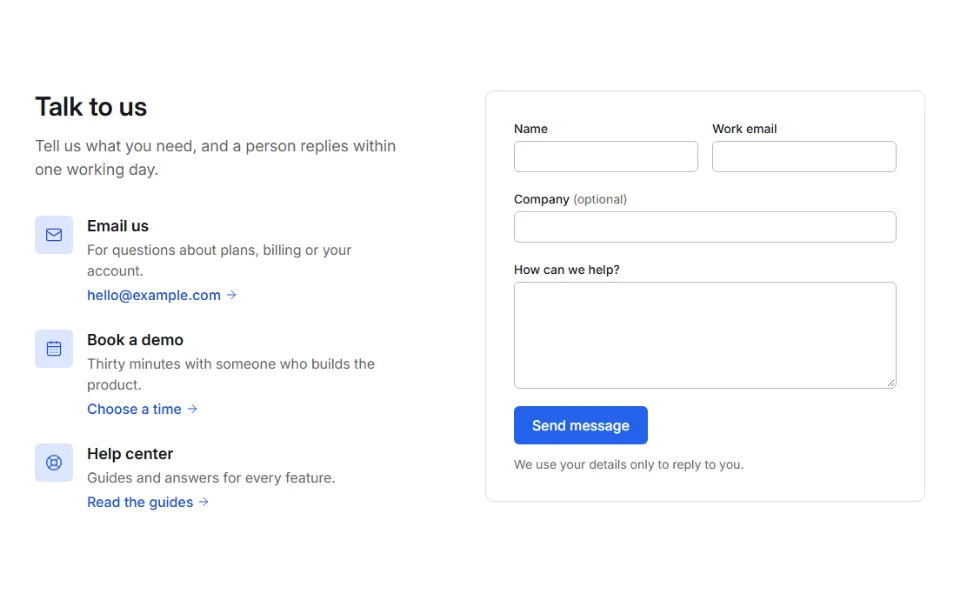 Talk to us
Tell us what you need, and a person replies within
one working day.
Email us
For questions about plans, billing or your
account.
hello@example.com →
Book a demo
Thirty minutes with someone who builds the
product.
Choose a time →
Help center
Guides and answers for every feature.
Read the guides →
Name
Work email
Company (optional)
How can we help?
Send message
We use your details only to reply to you.